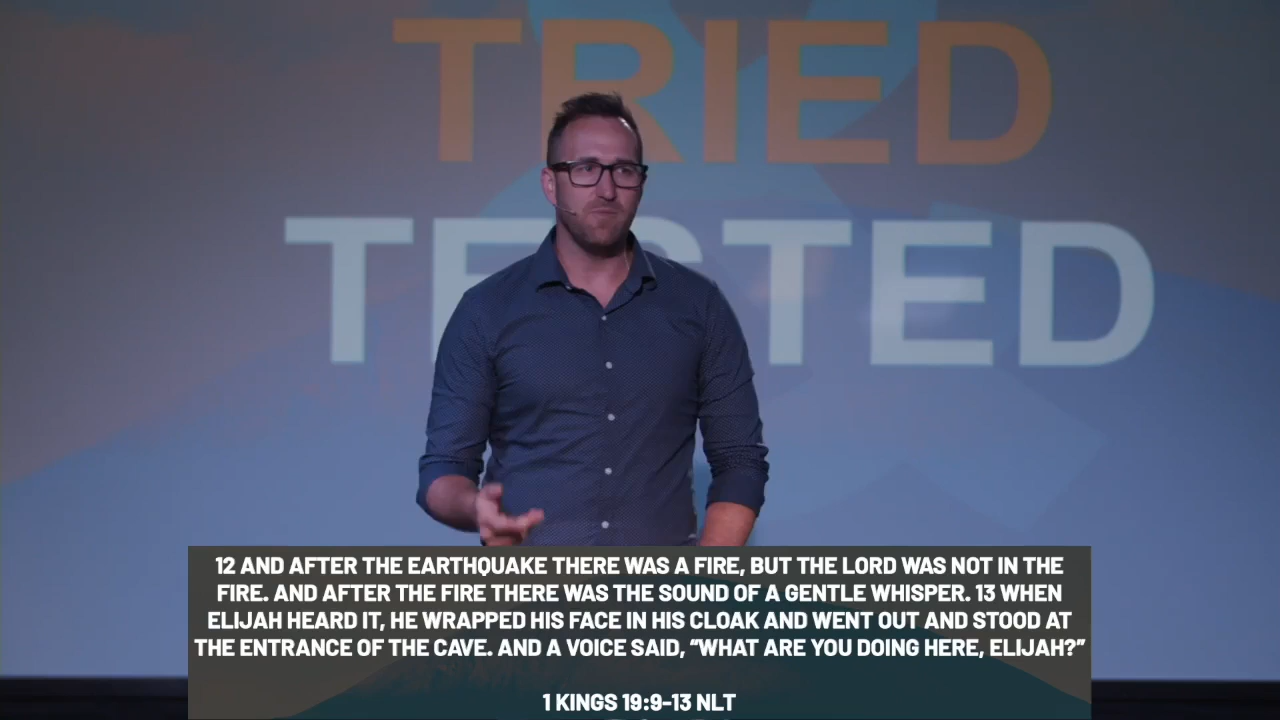 TRIED
TESTED
12 AND AFTER THE EARTHQUAKE THERE WAS A FIRE, BUT THE LORD WAS NOT IN THE
FIRE. AND AFTER THE FIRE THERE WAS THE SOUND OF A GENTLE WHISPER. 13 WHEN
ELIJAH HEARD IT, HE WRAPPED HIS FACE IN HIS CLOAK AND WENT OUT AND STOOD AT
THE ENTRANCE OF THE CAVE. AND A VOICE SAID, “WHAT ARE YOU DOING HERE, ELIJAH?”
1 KINGS 19:9-13 NLT